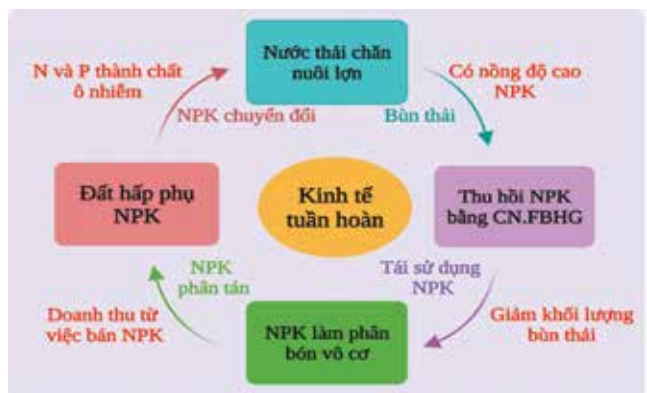 Nước thải chăn
nuôi lợn
N và P thành chất
ô nhiễm
Có nồng độ cao
NPK
NPK chuyển đổi
Bùn thải
Đất hấp phụ
NPK
Kinh tế
tuần hoàn
Thu hồi NPK
bằng CN.FBHG
NPK
phân tán
Tái sử dụng
NPK
Doanh thu từ
việc bán NPK
NPK làm phân
bón vô cơ
Giảm khối lượng
bùn thải